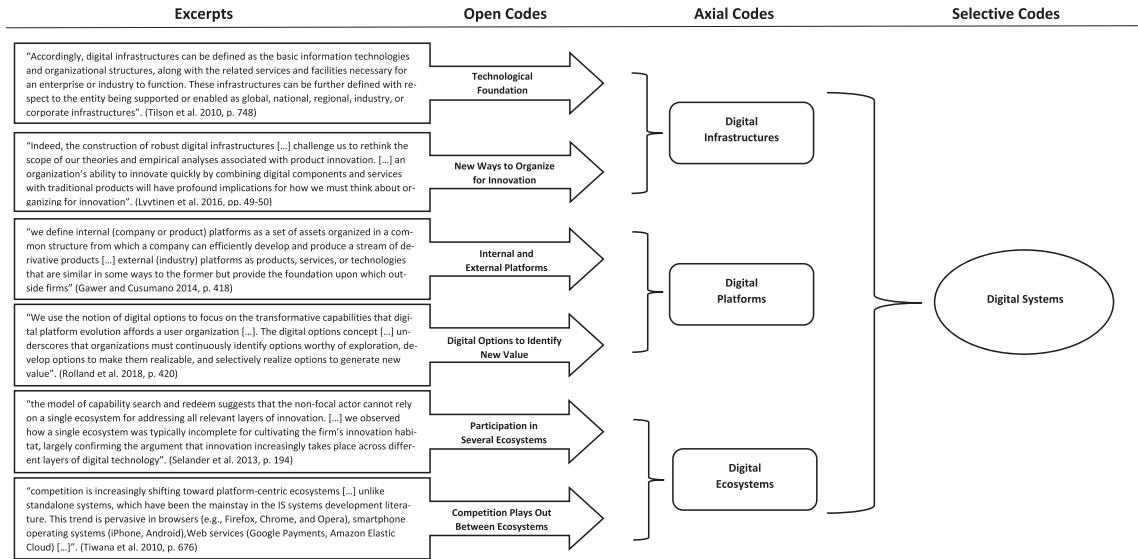 Excerpts Open Codes Axial Codes Selective Codes
“Accordingly, digital infrastructures can be defined as the basic information technologies
and organizational structures, along with the related services and facilities necessary for
an enterprise or industry to function. These infrastructures can be further defined with re-
spect to the entity being supported or enabled as global, national, regional, industry, or
corporate infrastructures”. (Tilson et al. 2010, p. 748)
Technological
Foundation
“Indeed, the construction of robust digital infrastructures […] challenge us to rethink the
scope of our theories and empirical analyses associated with product innovation. […] an
organization’s ability to innovate quickly by combining digital components and services
with traditional products will have profound implications for how we must think about or-
ganizing for innovation”. (Lyytinen et al. 2016, pp. 49-50)
New Ways to Organize
for Innovation
Digital
Infrastructures
“we define internal (company or product) platforms as a set of assets organized in a com-
mon structure from which a company can efficiently develop and produce a stream of de-
rivative products […] external (industry) platforms as products, services, or technologies
that are similar in some ways to the former but provide the foundation upon which out-
side firms” (Gawer and Cusumano 2014, p. 418)
Internal and
External Platforms
“We use the notion of digital options to focus on the transformative capabilities that digi-
tal platform evolution affords a user organization […]. The digital options concept […] un-
derscores that organizations must continuously identify options worthy of exploration, de-
velop options to make them realizable, and selectively realize options to generate new
value”. (Rolland et al. 2018, p. 420)
Digital Options to Identify
New Value
Digital
Platforms
“the model of capability search and redeem suggests that the non-focal actor cannot rely
on a single ecosystem for addressing all relevant layers of innovation. […] we observed
how a single ecosystem was typically incomplete for cultivating the firm’s innovation habi-
tat, largely confirming the argument that innovation increasingly takes place across differ-
ent layers of digital technology”. (Selander et al. 2013, p. 194)
Participation in
Several Ecosystems
“competition is increasingly shifting toward platform-centric ecosystems […] unlike
standalone systems, which have been the mainstay in the IS systems development litera-
ture. This trend is pervasive in browsers (e.g., Firefox, Chrome, and Opera), smartphone
operating systems (iPhone, Android),Web services (Google Payments, Amazon Elastic
Cloud) […]”. (Tiwana et al. 2010, p. 676)
Competition Plays Out
Between Ecosystems
Digital
Ecosystems
Digital Systems